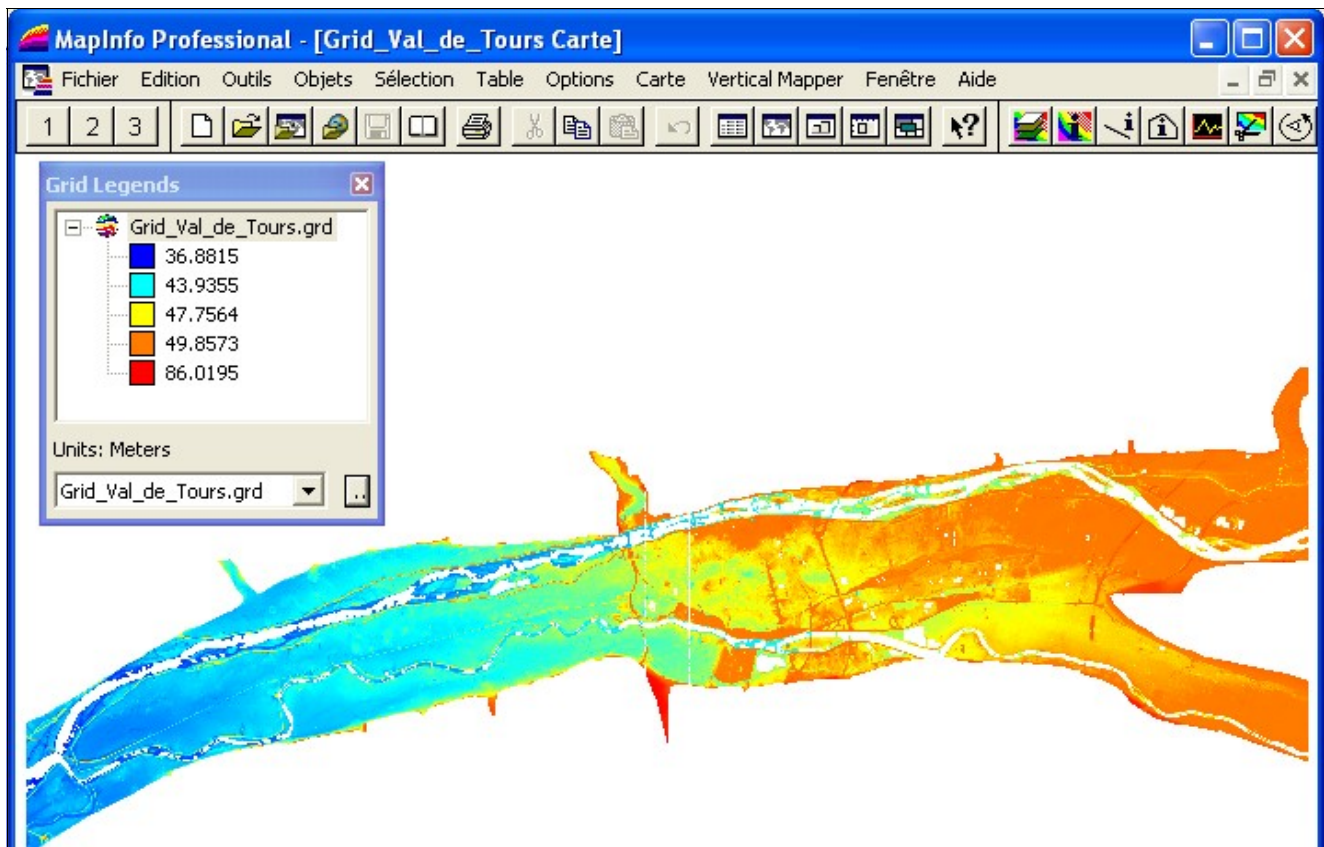 MapInfo Professional - [Grid_Val_de_Tours Carte]
Fichier Edition Outils Objets Sélection Table Options Carte Vertical Mapper Fenêtre Aide
1 2 3
Grid Legends
Grid_Val_de_Tours.grd
36.8815
43.9355
47.7564
49.8573
86.0195
Units: Meters
Grid_Val_de_Tours.grd ..